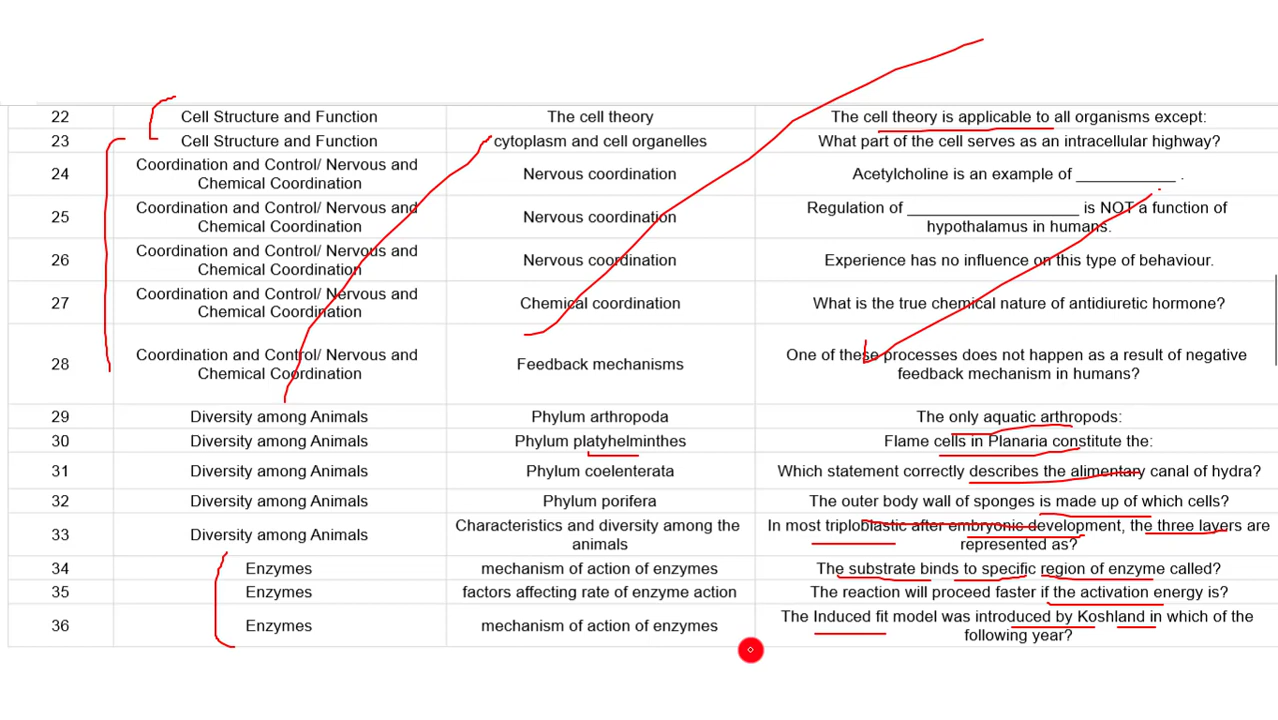 22 Cell Structure and Function The cell theory The cell theory is applicable to all organisms except:
23 Cell Structure and Function cytoplasm and cell organelles What part of the cell serves as an intracellular highway?
24 Coordination and Control/ Nervous and Chemical Coordination Nervous coordination Acetylcholine is an example of ___________ .
25 Coordination and Control/ Nervous and Chemical Coordination Nervous coordination Regulation of ___________________ is NOT a function of hypothalamus in humans.
26 Coordination and Control/ Nervous and Chemical Coordination Nervous coordination Experience has no influence on this type of behaviour.
27 Coordination and Control/ Nervous and Chemical Coordination Chemical coordination What is the true chemical nature of antidiuretic hormone?
28 Coordination and Control/ Nervous and Chemical Coordination Feedback mechanisms One of these processes does not happen as a result of negative feedback mechanism in humans?
29 Diversity among Animals Phylum arthropoda The only aquatic arthropods:
30 Diversity among Animals Phylum platyhelminthes Flame cells in Planaria constitute the:
31 Diversity among Animals Phylum coelenterata Which statement correctly describes the alimentary canal of hydra?
32 Diversity among Animals Phylum porifera The outer body wall of sponges is made up of which cells?
33 Diversity among Animals Characteristics and diversity among the animals In most triploblastic after embryonic development, the three layers are represented as?
34 Enzymes mechanism of action of enzymes The substrate binds to specific region of enzyme called?
35 Enzymes factors affecting rate of enzyme action The reaction will proceed faster if the activation energy is?
36 Enzymes mechanism of action of enzymes The Induced fit model was introduced by Koshland in which of the following year?